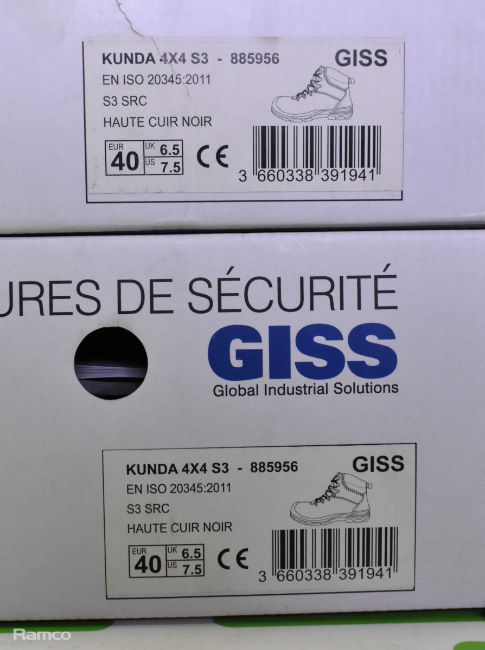 KUNDA 4X4 S3 - 885956 GISS
EN ISO 20345:2011
S3 SRC
HAUTE CUIR NOIR
EUR 40 UK 6.5 US 7.5 CE
3 660338 391941
URES DE SÉCURITÉ
GISS
Global Industrial Solutions
KUNDA 4X4 S3 - 885956 GISS
EN ISO 20345:2011
S3 SRC
HAUTE CUIR NOIR
EUR 40 UK 6.5 US 7.5 CE
3 660338 391941
Ramco